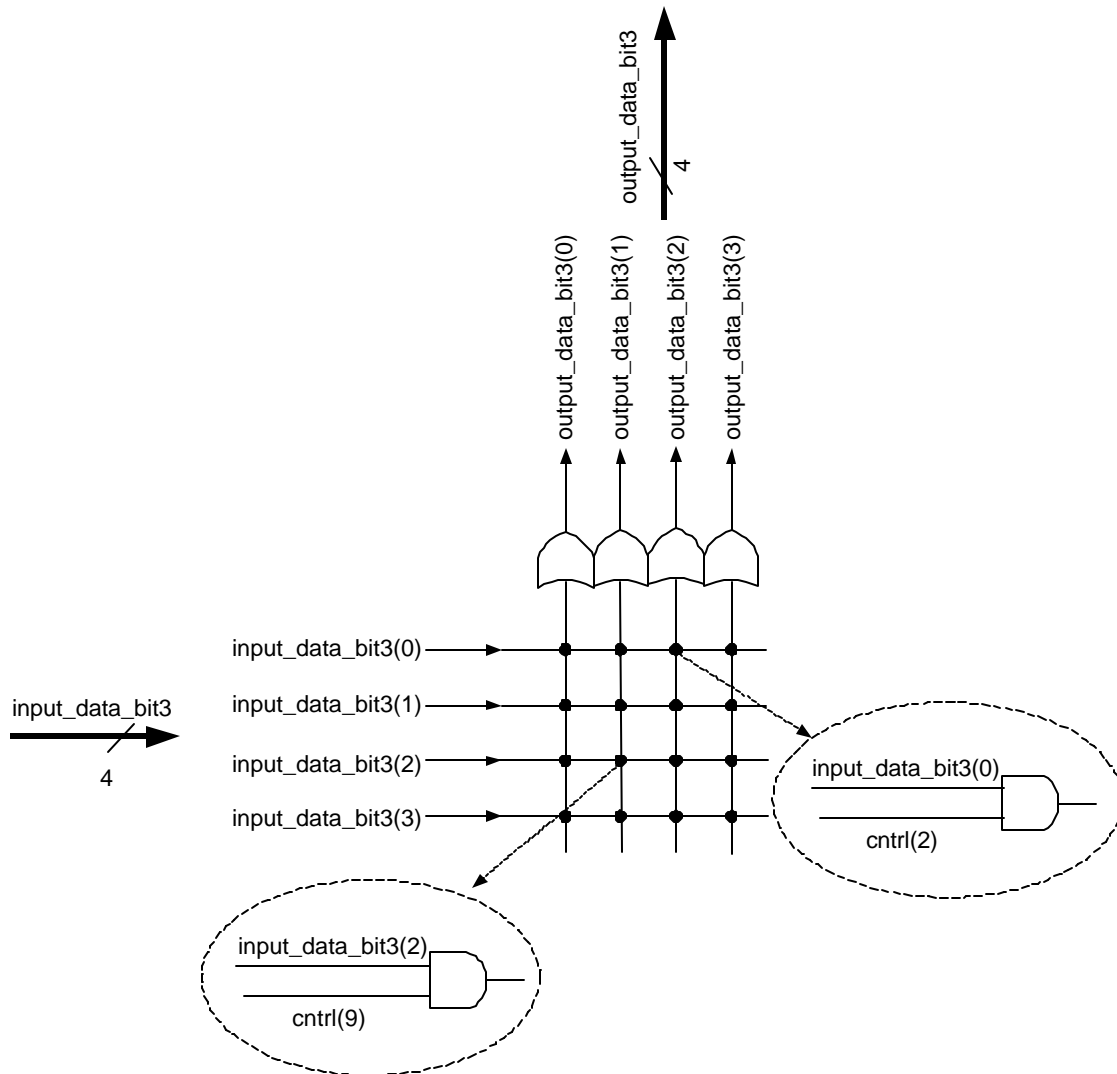 output_data_bit3
4
output_data_bit3(0)
output_data_bit3(1)
output_data_bit3(2)
output_data_bit3(3)
input_data_bit3(0)
input_data_bit3(1)
input_data_bit3(2)
input_data_bit3(3)
input_data_bit3
4
input_data_bit3(0)
cntrl(2)
input_data_bit3(2)
cntrl(9)